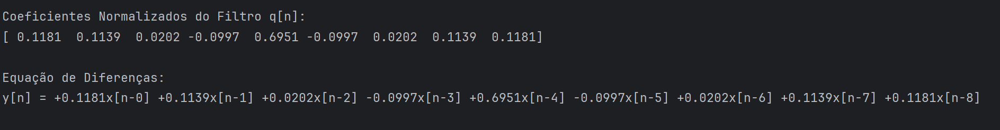 Coeficientes Normalizados do Filtro q[n]:
[ 0.1181  0.1139  0.0202 -0.0997  0.6951 -0.0997  0.0202  0.1139  0.1181]
Equação de Diferenças:
y[n] = +0.1181x[n-0] +0.1139x[n-1] +0.0202x[n-2] -0.0997x[n-3] +0.6951x[n-4] -0.0997x[n-5] +0.0202x[n-6] +0.1139x[n-7] +0.1181x[n-8]